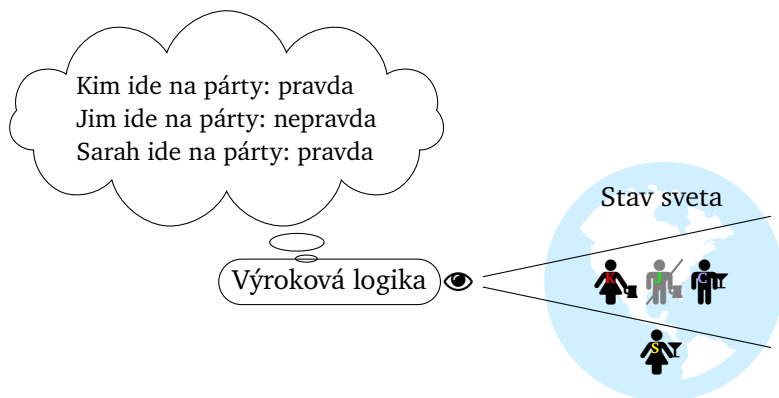 Kim ide na párty: pravda
Jim ide na párty: nepravda
Sarah ide na párty: pravda
Stav sveta
Výroková logika
K J C
S